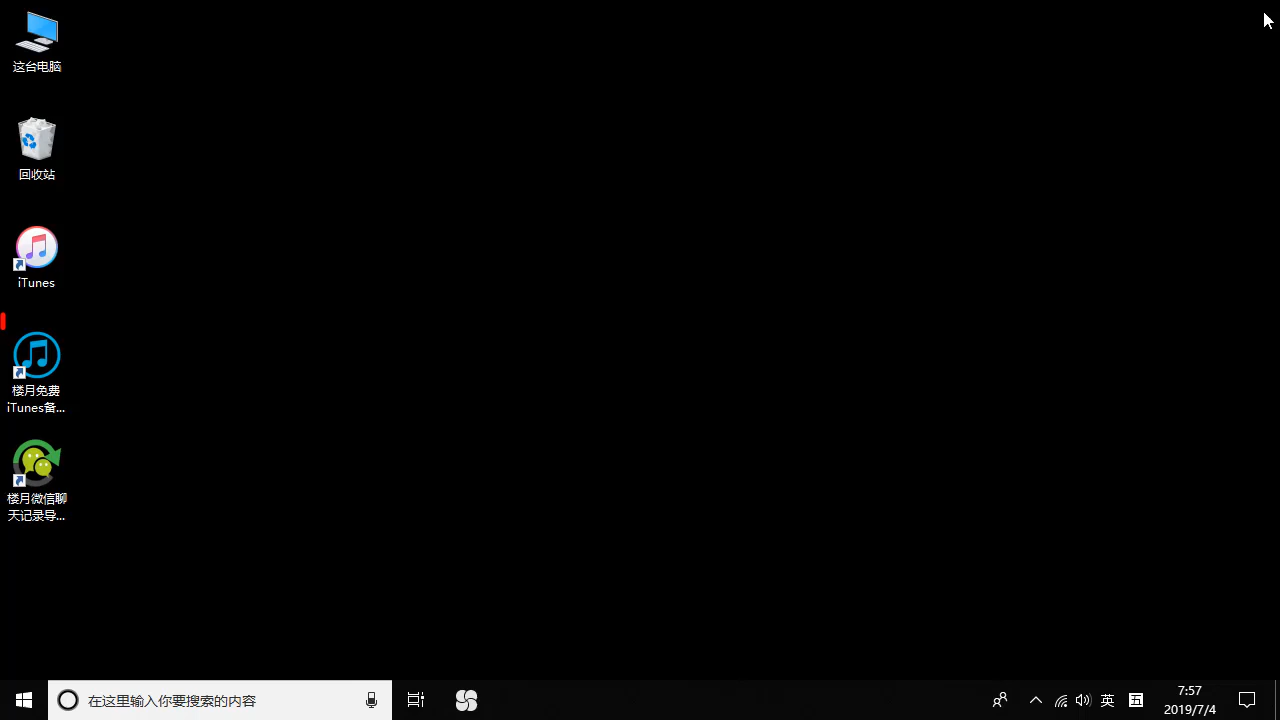 这台电脑
回收站
iTunes
楼月免费
iTunes备...
楼月微信聊
天记录导...
在这里输入你要搜索的内容
英
五
7:57
2019/7/4